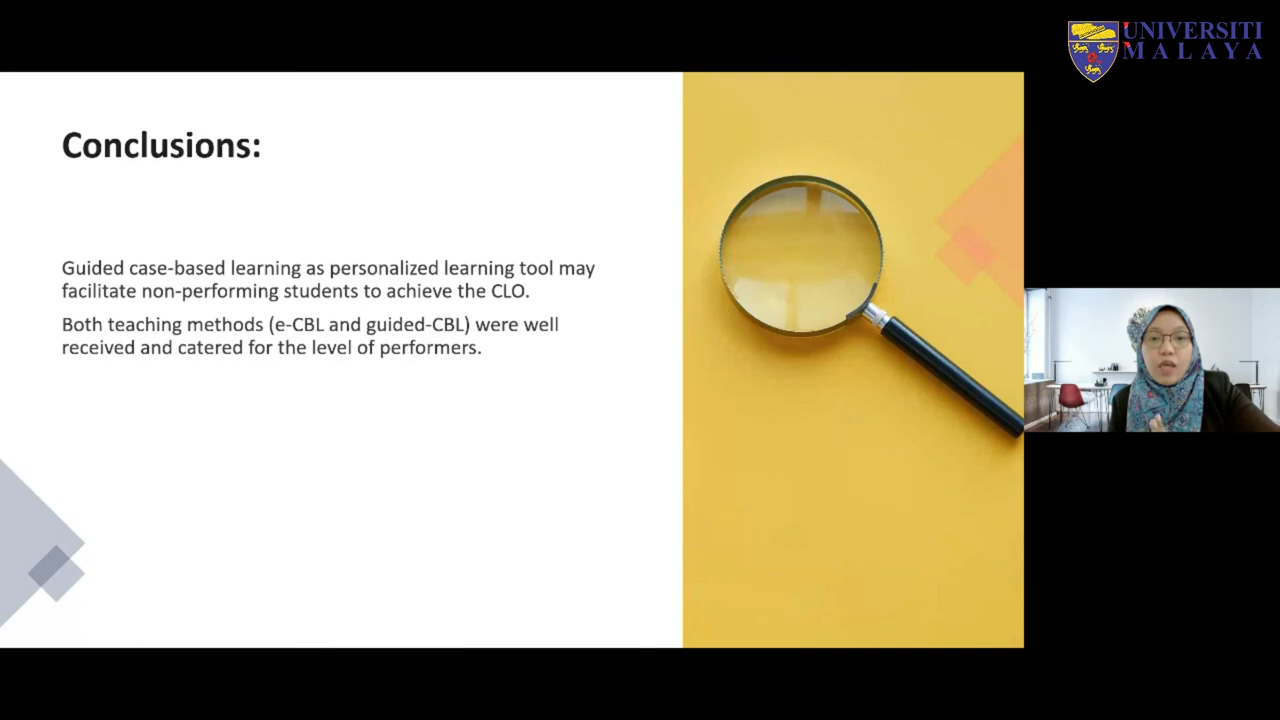 UNIVERSITI
MALAYA
Conclusions:
Guided case-based learning as personalized learning tool may
facilitate non-performing students to achieve the CLO.
Both teaching methods (e-CBL and guided-CBL) were well
received and catered for the level of performers.